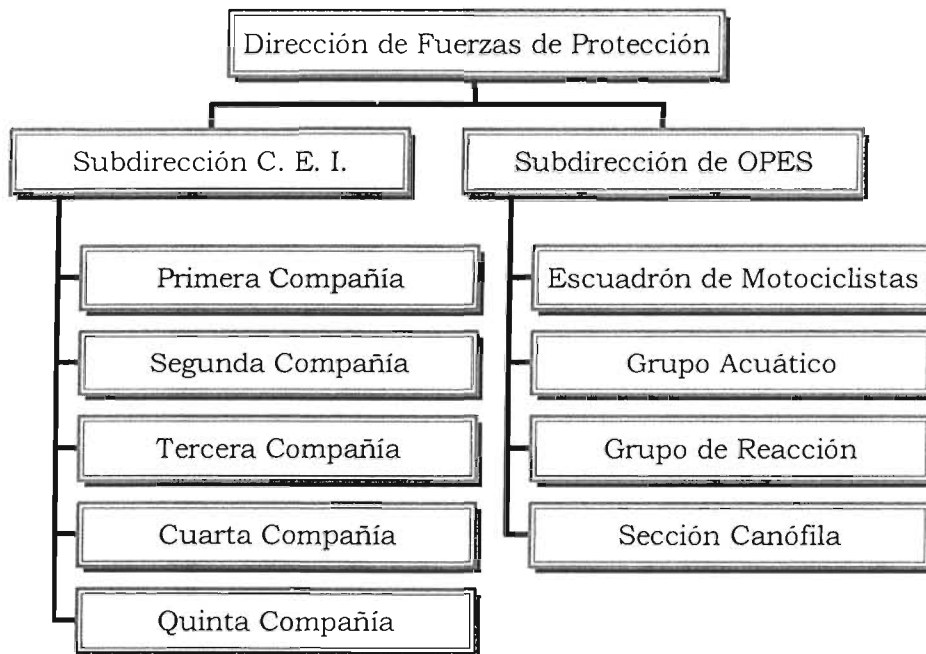 Dirección de Fuerzas de Protección
Subdirección C. E. I.
Subdirección de OPES
Primera Compañía
Segunda Compañía
Tercera Compañía
Cuarta Compañía
Quinta Compañía
Escuadrón de Motociclistas
Grupo Acuático
Grupo de Reacción
Sección Canófila